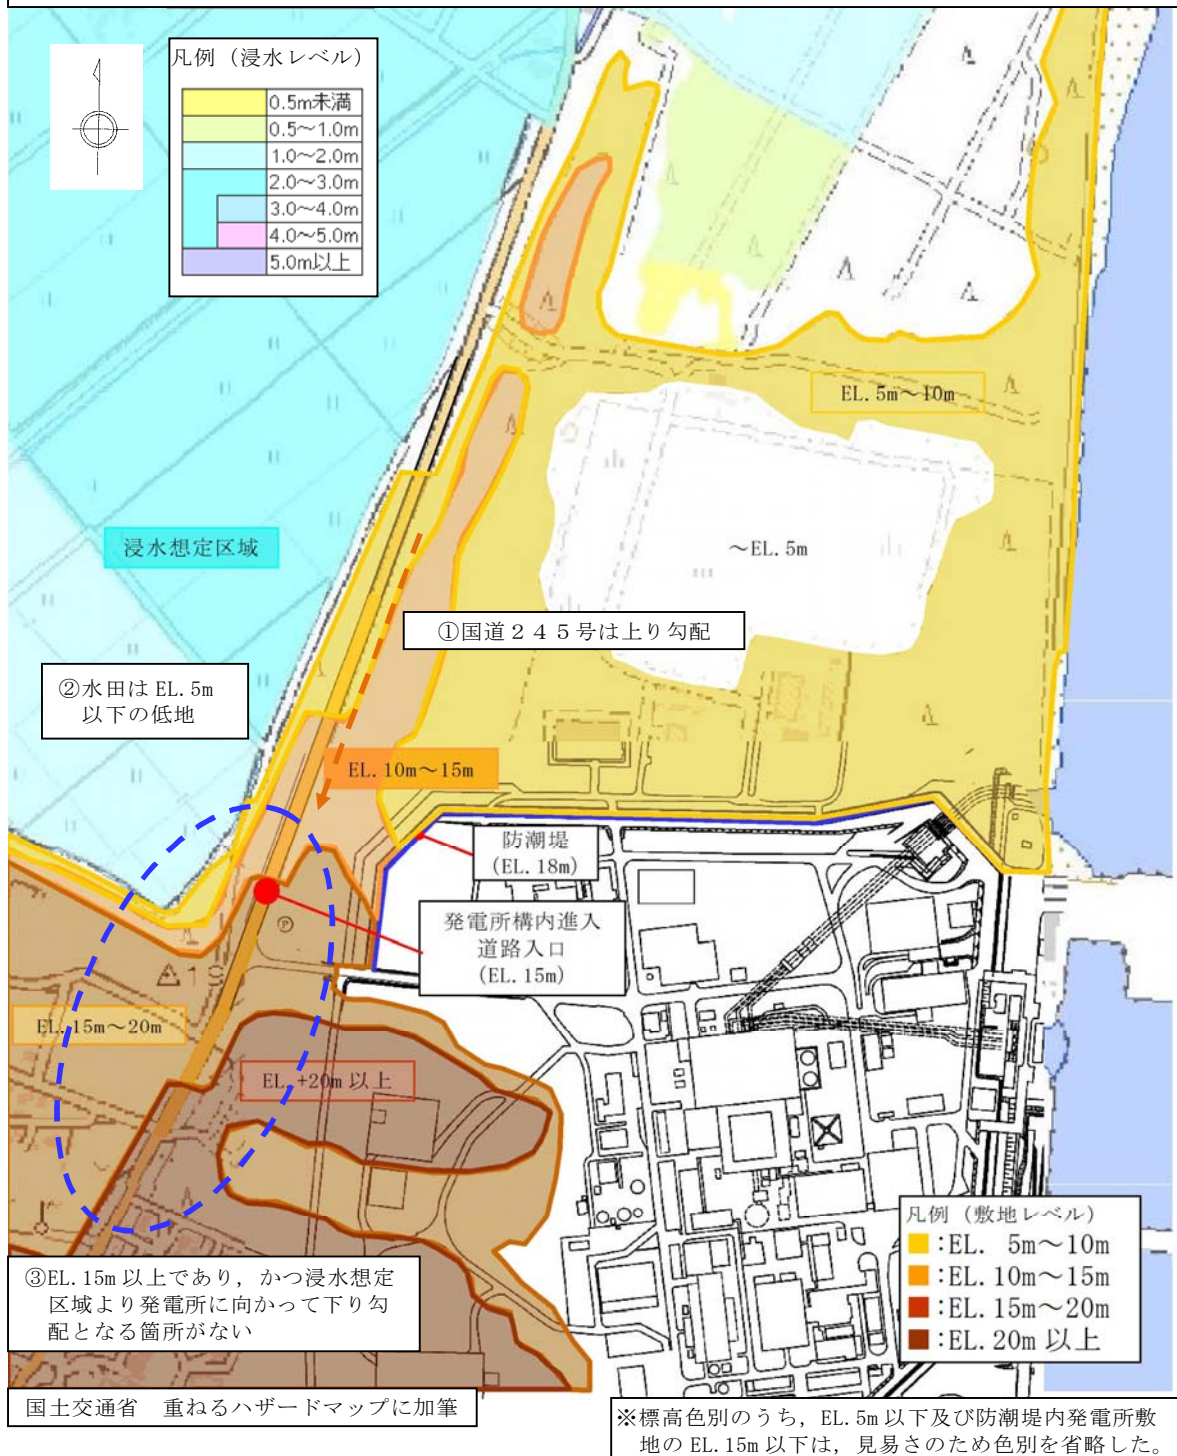 凡例（浸水レベル）
0.5m未満
0.5～1.0m
1.0～2.0m
2.0～3.0m
3.0～4.0m
4.0～5.0m
5.0m以上
EL.5m～10m
浸水想定区域
～EL.5m
①国道２４５号は上り勾配
②水田は EL.5m
以下の低地
EL.10m～15m
防潮堤
(EL.18m)
発電所構内進入
道路入口
(EL.15m)
P
19
EL.15m～20m
EL.+20m 以上
凡例（敷地レベル）
：EL. 5m～10m
：EL. 10m～15m
：EL. 15m～20m
：EL. 20m 以上
③EL.15m 以上であり，かつ浸水想定
区域より発電所に向かって下り勾
配となる箇所がない
国土交通省　重ねるハザードマップに加筆
※標高色別のうち，EL.5m 以下及び防潮堤内発電所敷
地の EL.15m 以下は，見易さのため色別を省略した。